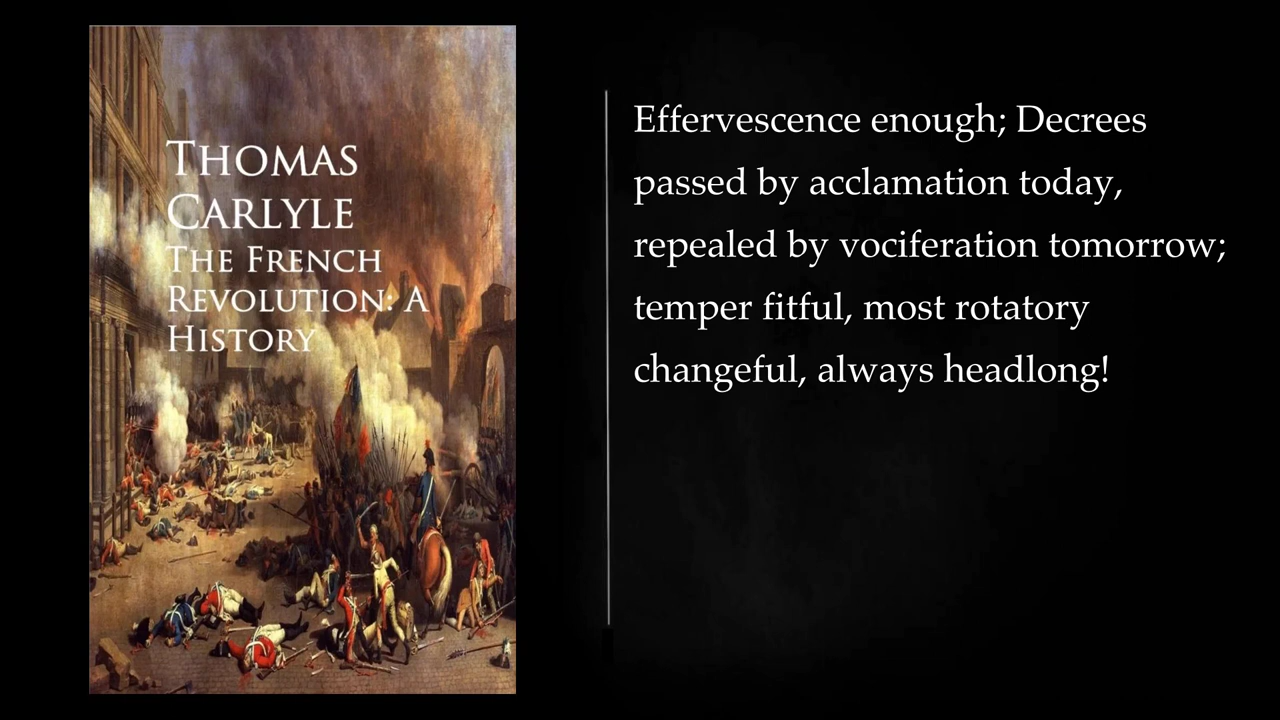 THOMAS
CARLYLE
THE FRENCH
REVOLUTION: A
HISTORY
Effervescence enough; Decrees
passed by acclamation today,
repealed by vociferation tomorrow;
temper fitful, most rotatory
changeful, always headlong!